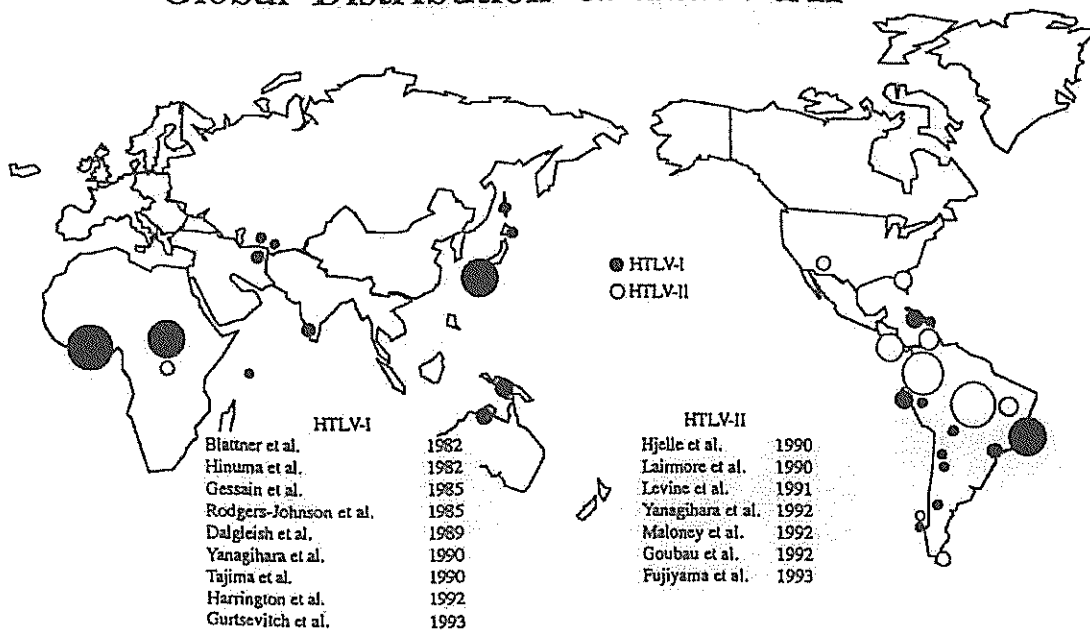 Global Distribution
HTLV-I
HTLV-II
HTLV-I
Blattner et al. 1982
Hinuma et al. 1982
Gessain et al. 1985
Rodgers-Johnson et al. 1985
Dalgleish et al. 1989
Yanagihara et al. 1990
Tajima et al. 1990
Harrington et al. 1992
Gurtsevitch et al. 1993
HTLV-II
Hjelle et al. 1990
Lairmore et al. 1990
Levine et al. 1991
Yanagihara et al. 1992
Maloney et al. 1992
Goubau et al. 1992
Fujiyama et al. 1993